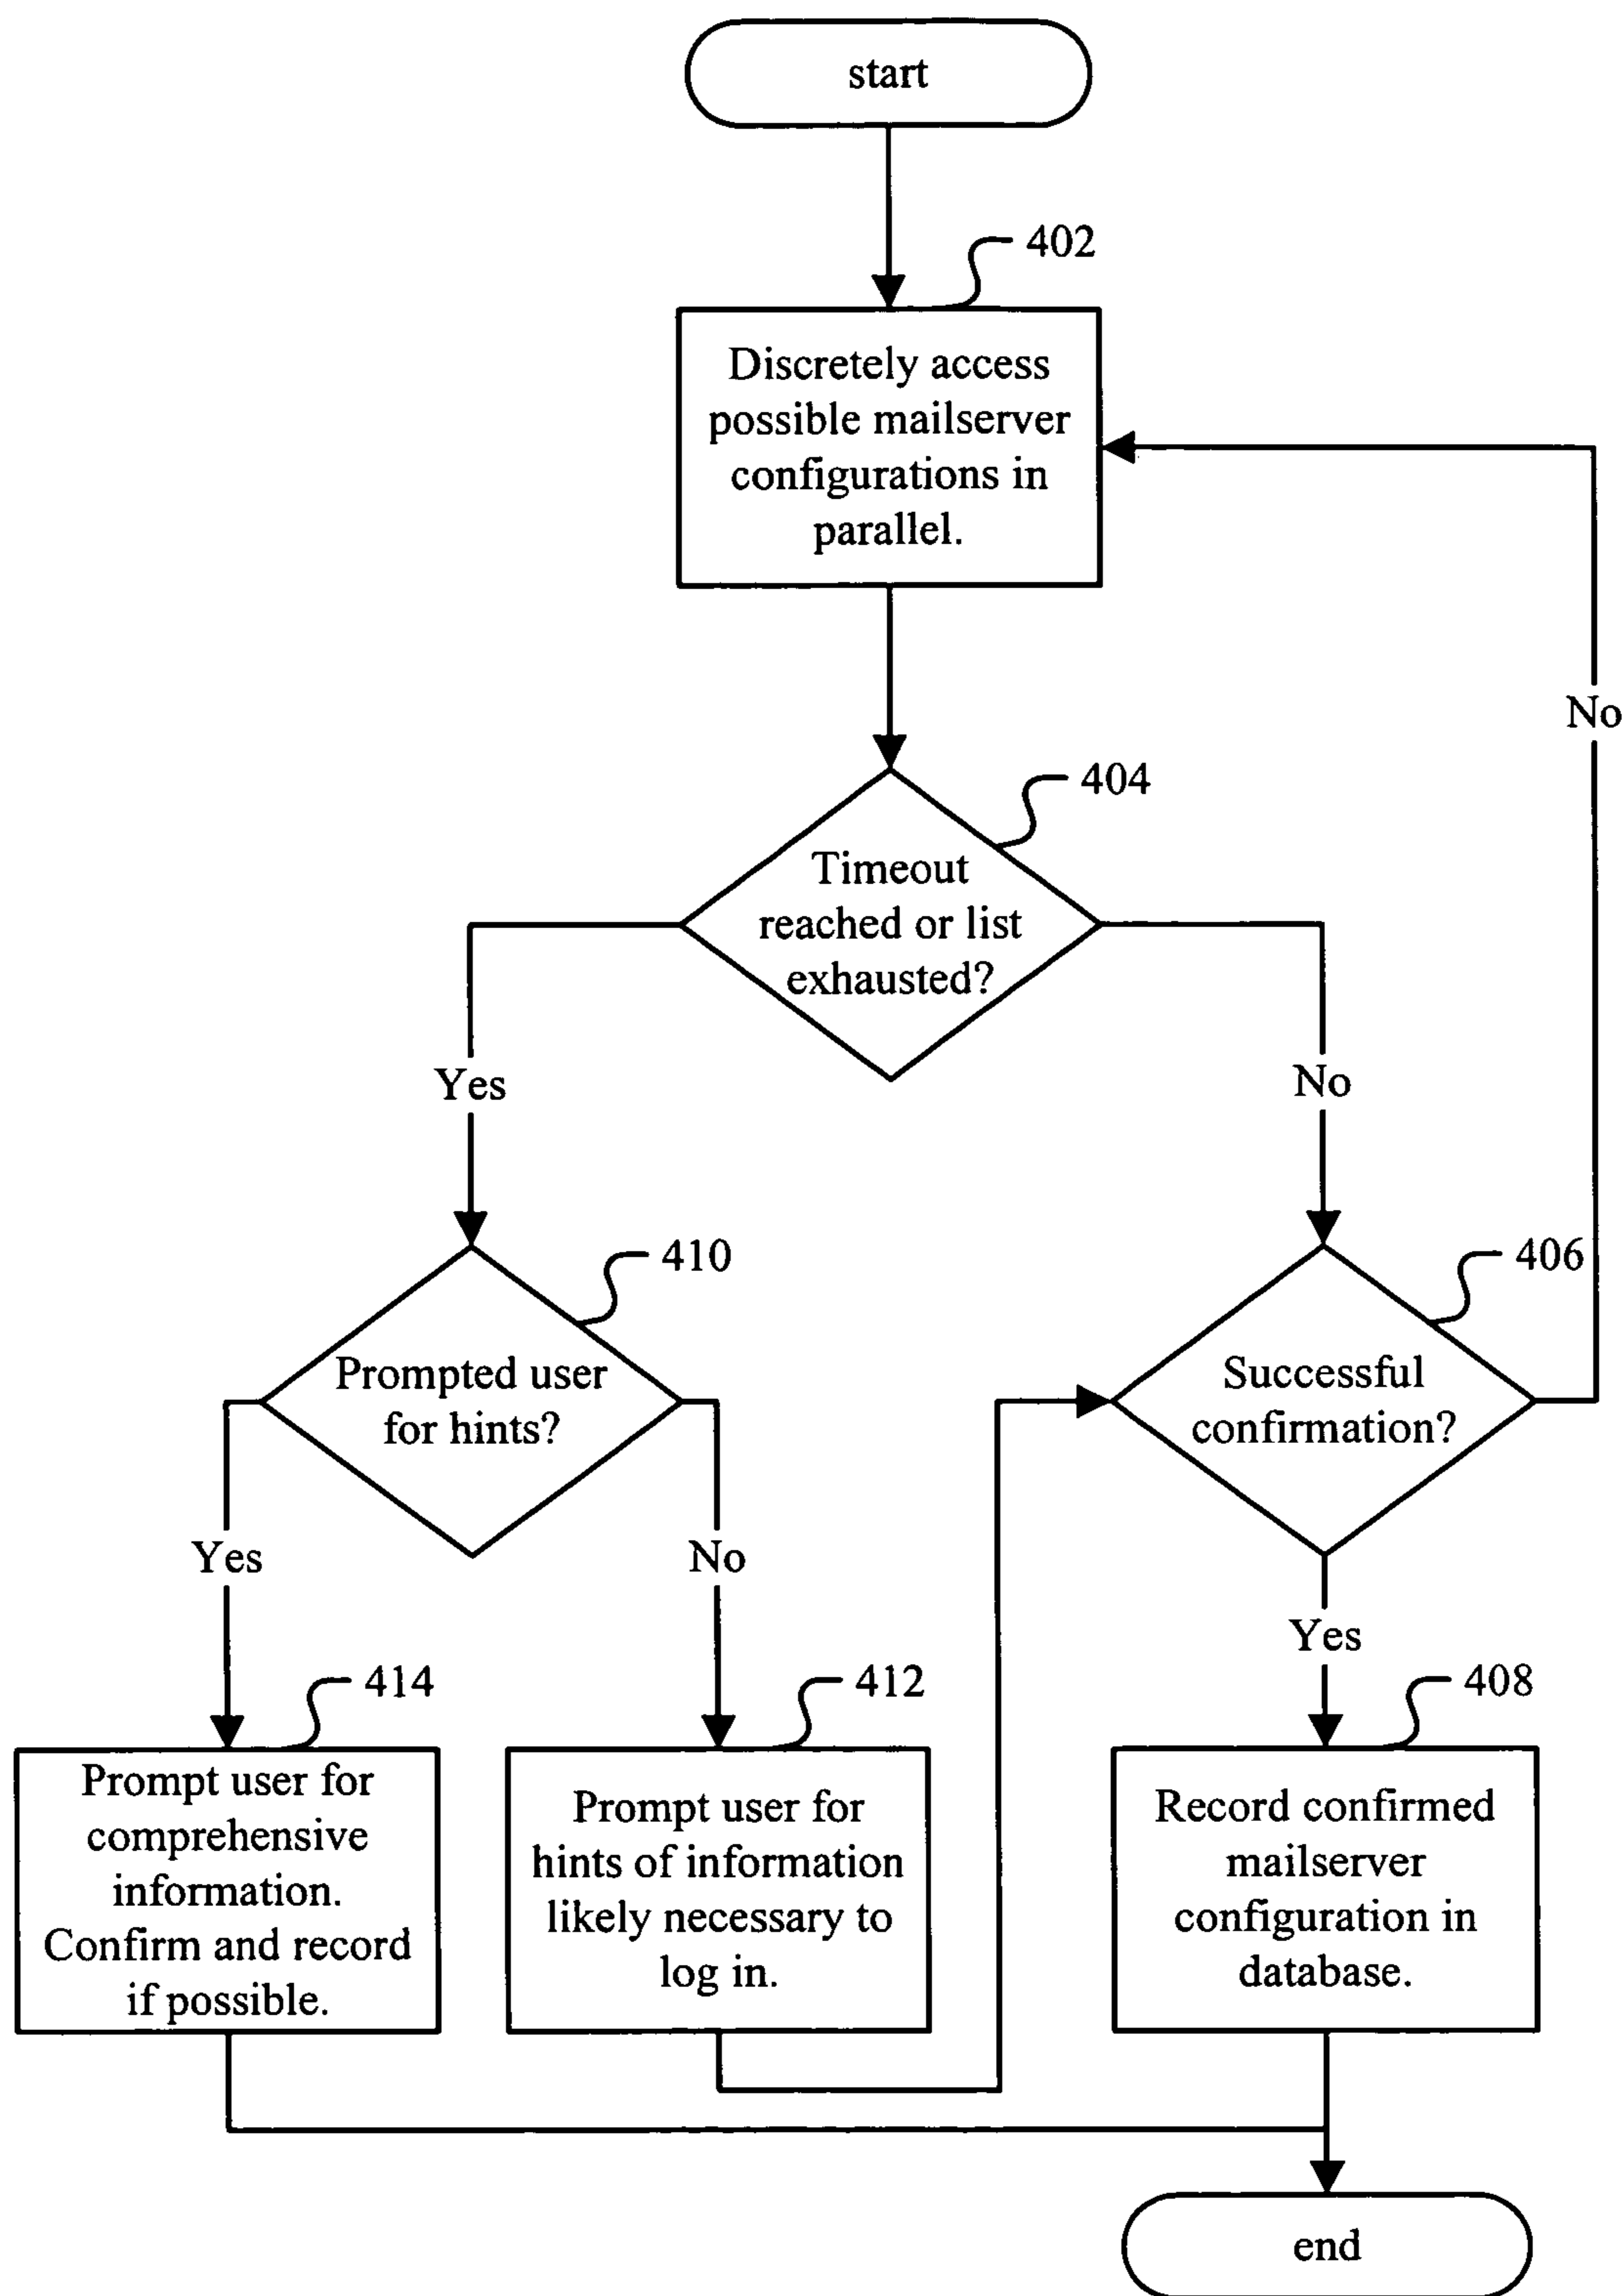 start
402
Discretely access
possible mailserver
configurations in
parallel.
No
404
Timeout
reached or list
exhausted?
Yes
No
410
406
Prompted user
for hints?
Successful
confirmation?
Yes
No
Yes
414
412
408
Prompt user for
comprehensive
information.
Confirm and record
if possible.
Prompt user for
hints of information
likely necessary to
log in.
Record confirmed
mailserver
configuration in
database.
end